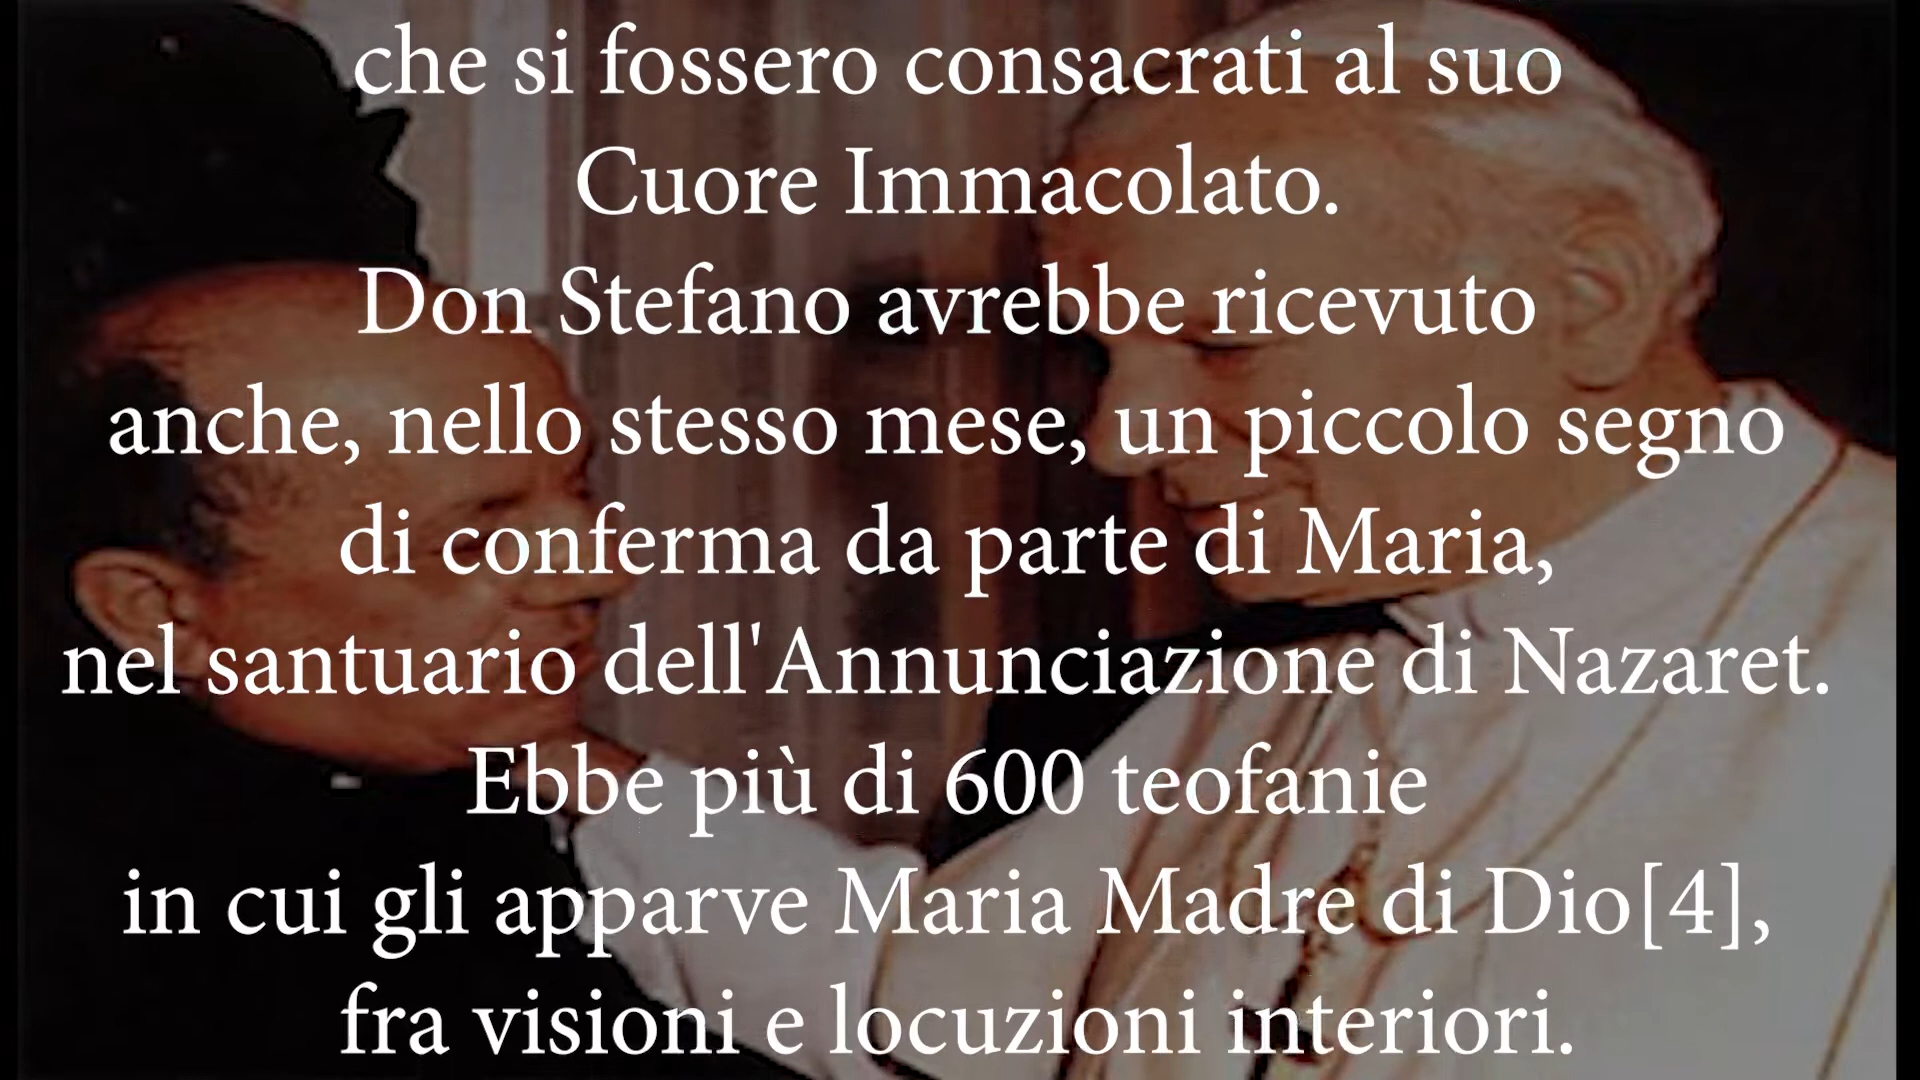 che si fossero consacrati al suo
Cuore Immacolato.
Don Stefano avrebbe ricevuto
anche, nello stesso mese, un piccolo segno
di conferma da parte di Maria,
nel santuario dell'Annunciazione di Nazaret.
Ebbe più di 600 teofanie
in cui gli apparve Maria Madre di Dio[4],
fra visioni e locuzioni interiori.